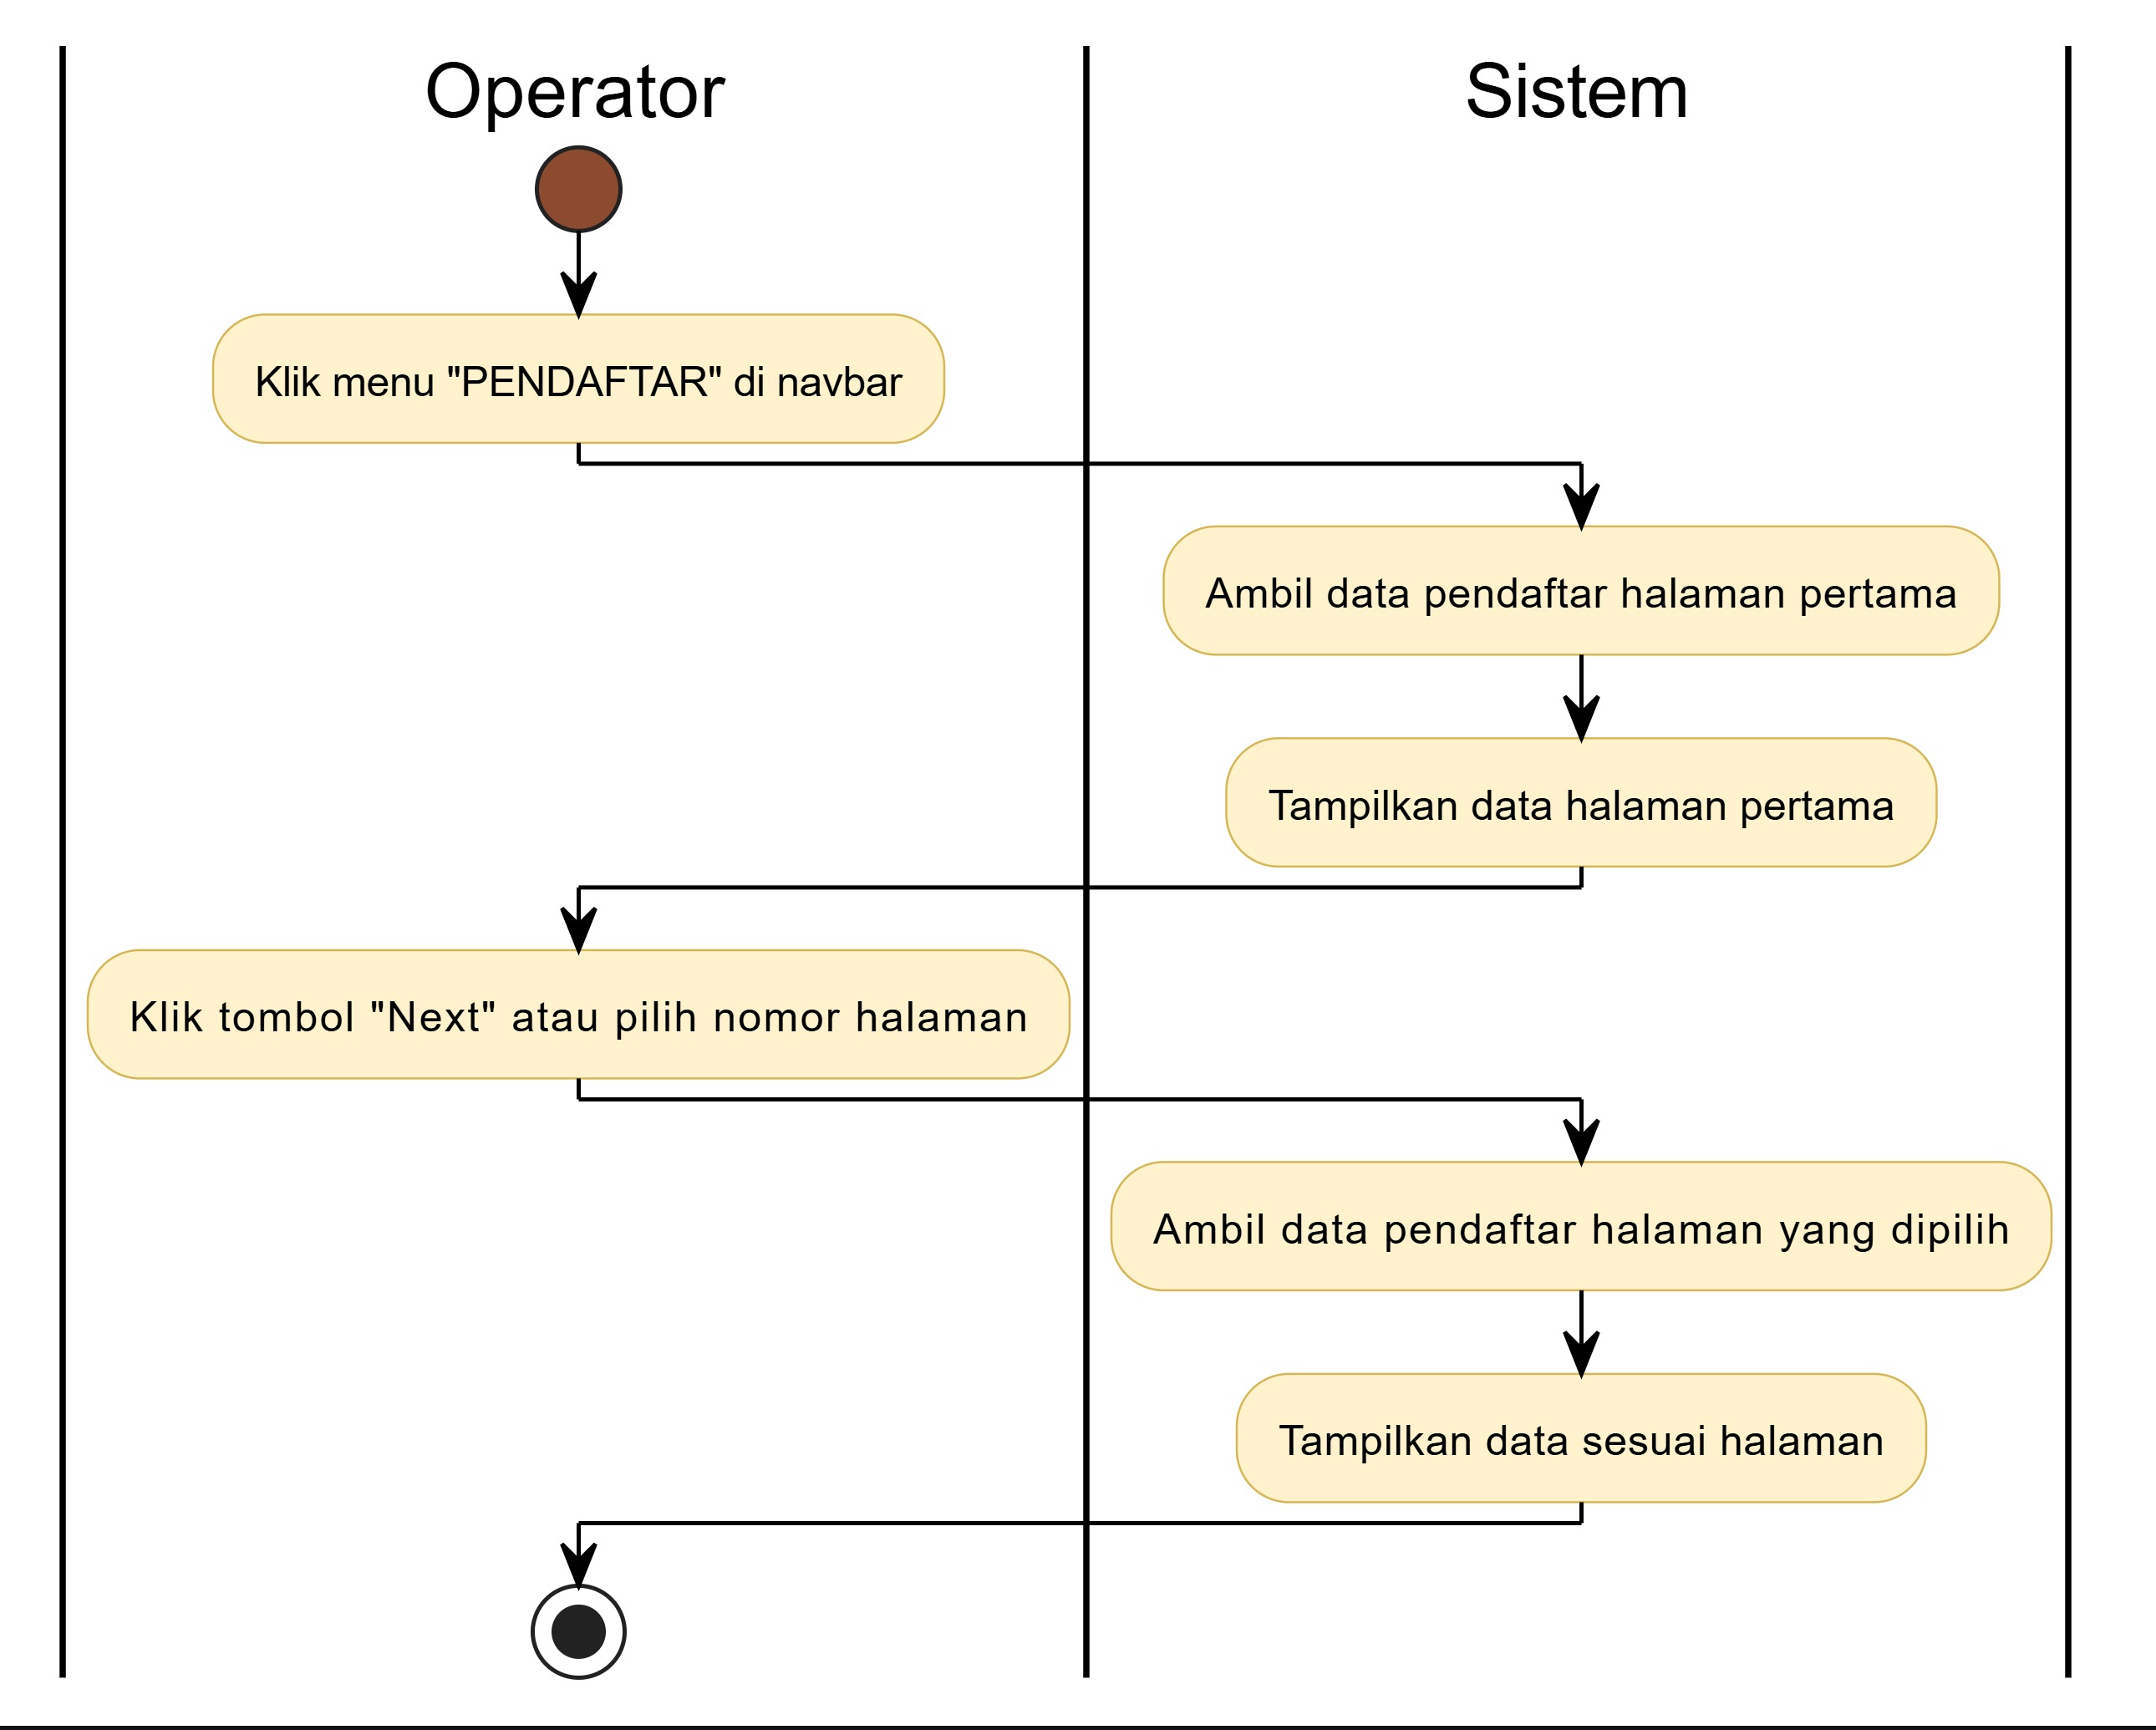 Operator
Sistem
Klik menu "PENDAFTAR" di navbar
Ambil data pendaftar halaman pertama
Tampilkan data halaman pertama
Klik tombol "Next" atau pilih nomor halaman
Ambil data pendaftar halaman yang dipilih
Tampilkan data sesuai halaman